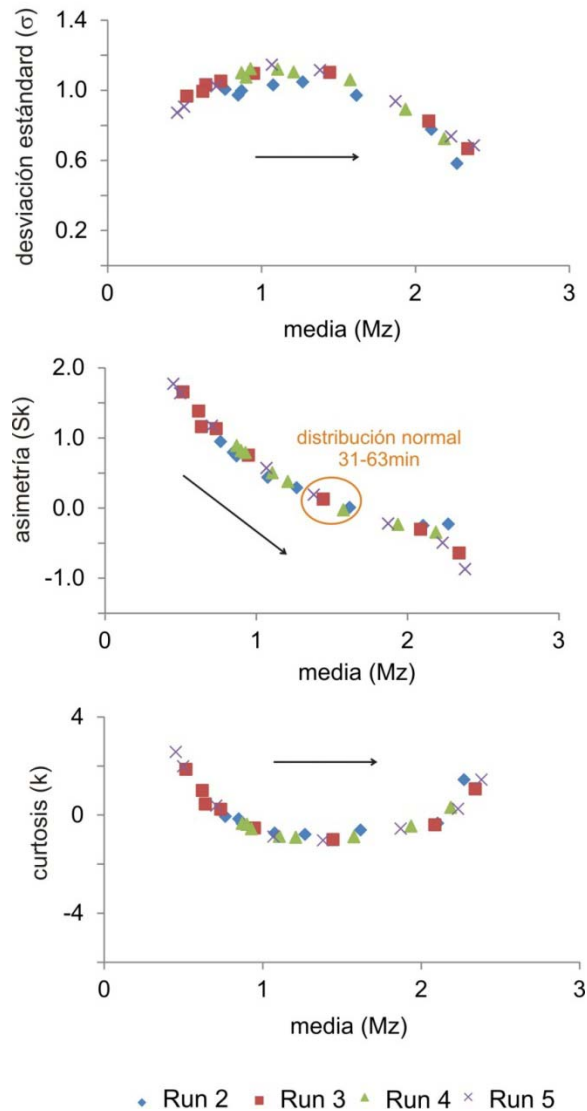 desviación estándard (σ)
1.4
1.0
0.6
0.2
0
1
2
3
media (Mz)
asimetría (Sk)
2.0
1.0
0.0
-1.0
distribución normal
31-63min
0
1
2
3
media (Mz)
curtosis (k)
4
0
-4
0
1
2
3
media (Mz)
Run 2 Run 3 Run 4 Run 5